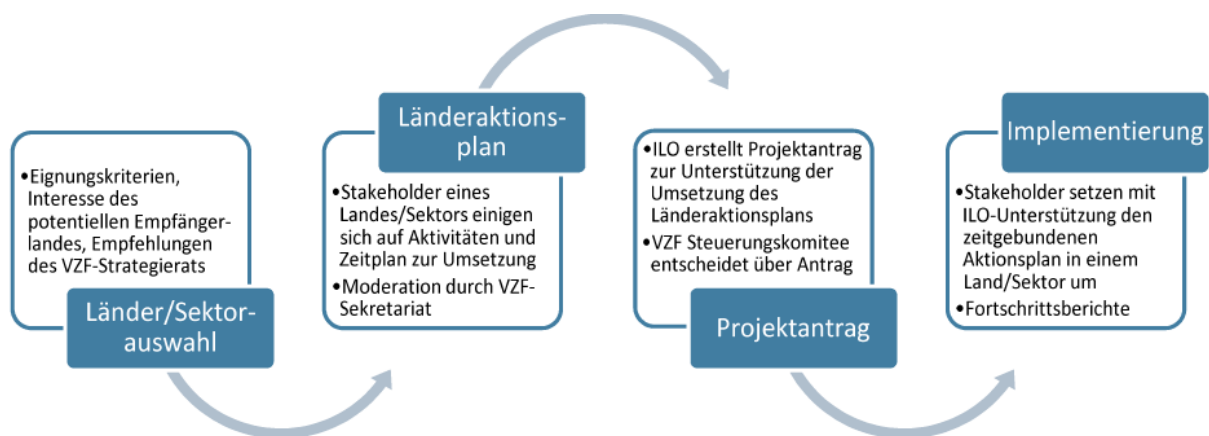 •Eignungskriterien,
Interesse des
potentiellen Empfänger-
landes, Empfehlungen
des VZF-Strategierats
Länder/Sektor-
auswahl
Länderaktions-
plan
•Stakeholder eines
Landes/Sektors einigen
sich auf Aktivitäten und
Zeitplan zur Umsetzung
•Moderation durch VZF-
Sekretariat
•ILO erstellt Projektantrag
zur Unterstützung der
Umsetzung des
Länderaktionsplans
•VZF Steuerungskomitee
entscheidet über Antrag
Projektantrag
Implementierung
•Stakeholder setzen mit
ILO-Unterstützung den
zeitgebundenen
Aktionsplan in einem
Land/Sektor um
•Fortschrittsberichte